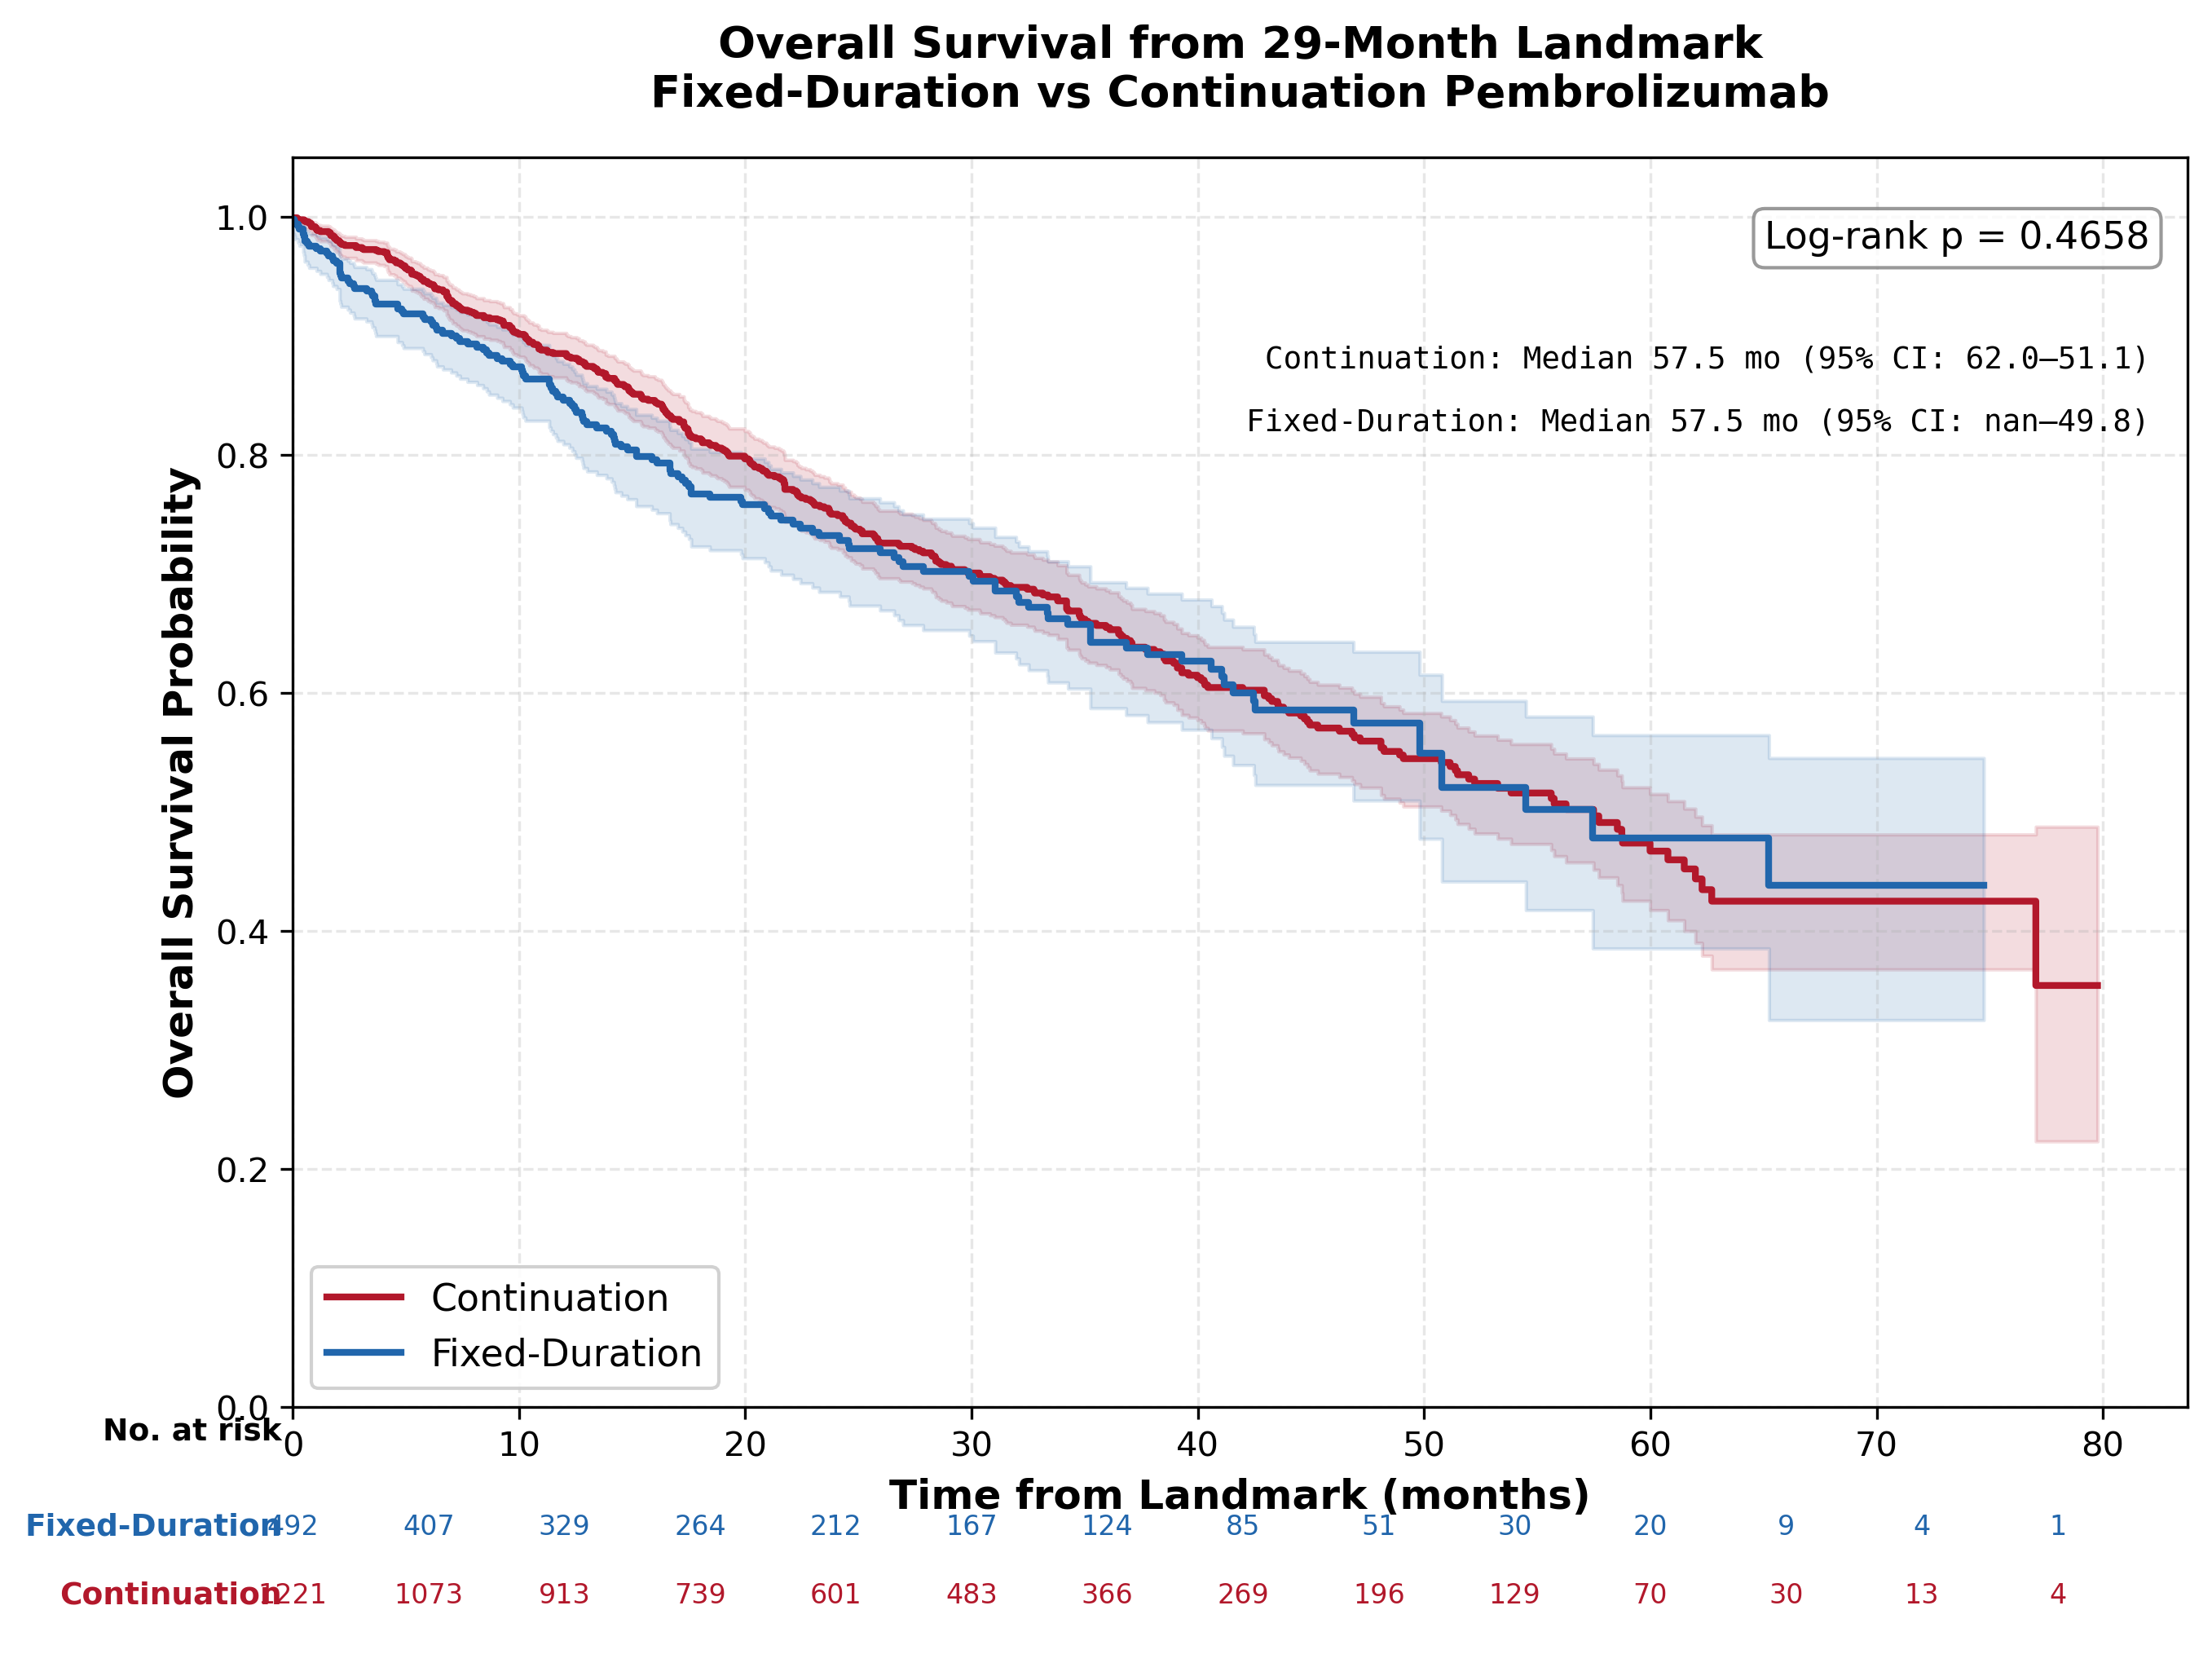 Overall Survival from 29-Month Landmark
Fixed-Duration vs Continuation Pembrolizumab
Overall Survival Probability
1.0
0.8
0.6
0.4
0.2
0.0
Log-rank p = 0.4658
Continuation: Median 57.5 mo (95% CI: 62.0–51.1)
Fixed-Duration: Median 57.5 mo (95% CI: nan–49.8)
Continuation
Fixed-Duration
No. at risk
0 10 20 30 40 50 60 70 80
Time from Landmark (months)
Fixed-Duration 492 407 329 264 212 167 124 85 51 30 20 9 4 1
Continuation 1221 1073 913 739 601 483 366 269 196 129 70 30 13 4